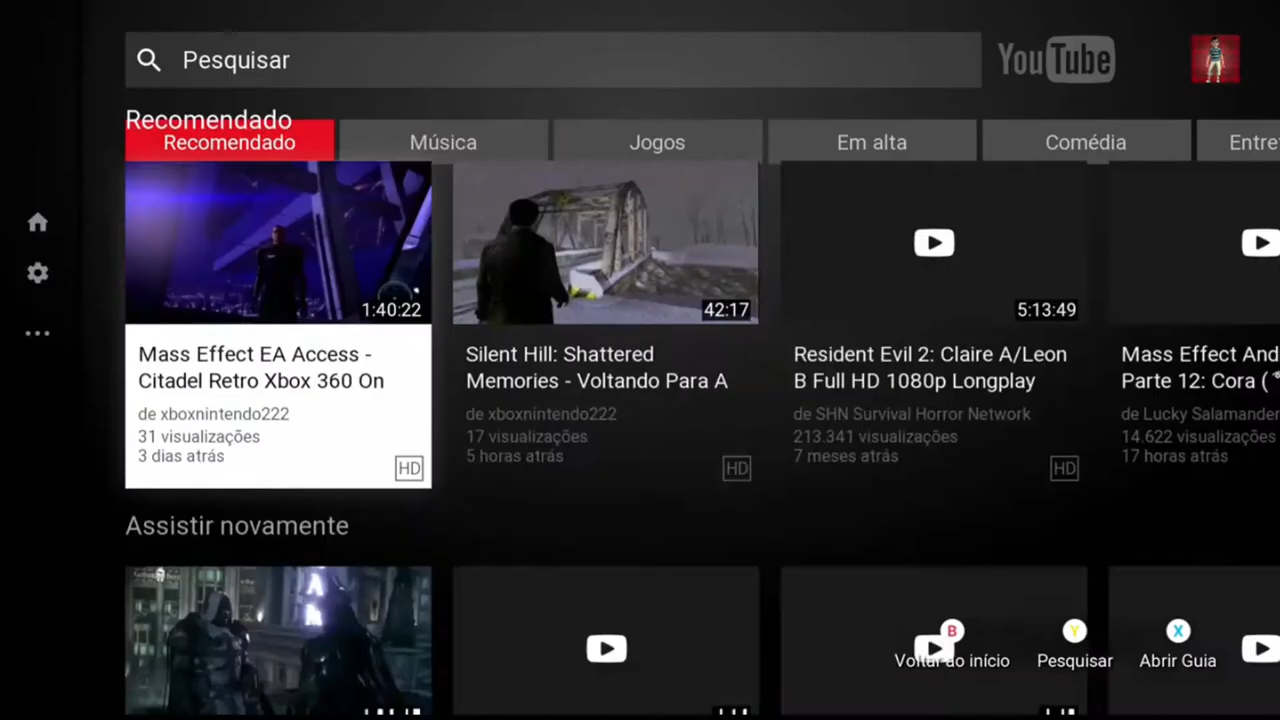 Pesquisar
YouTube
Recomendado
Recomendado
Música
Jogos
Em alta
Comédia
Entre
1:40:22
42:17
5:13:49
Mass Effect EA Access -
Citadel Retro Xbox 360 On
de xboxnintendo222
31 visualizações
3 dias atrás
HD
Silent Hill: Shattered
Memories - Voltando Para A
de xboxnintendo222
17 visualizações
5 horas atrás
HD
Resident Evil 2: Claire A/Leon
B Full HD 1080p Longplay
de SHN Survival Horror Network
213.341 visualizações
7 meses atrás
HD
Mass Effect And
Parte 12: Cora (
de Lucky Salamander
14.622 visualizações
17 horas atrás
Assistir novamente
B
Y
X
Voltar ao início
Pesquisar
Abrir Guia